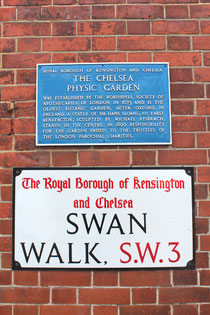 ROYAL BOROUGH OF KENSINGTON AND CHELSEA
THE CHELSEA
PHYSIC GARDEN
WAS ESTABLISHED BY THE WORSHIPFUL SOCIETY OF
APOTHECARIES OF LONDON IN 1673 AND IS THE
OLDEST BOTANIC GARDEN, AFTER OXFORD, IN
ENGLAND. A STATUE OF SIR HANS SLOANE, AN EARLY
BENEFACTOR, SCULPTED BY MICHAEL RYSBRACK,
STANDS IN THE CENTRE. IN 1899 RESPONSIBILITY
FOR THE GARDEN PASSED TO THE TRUSTEES OF
THE LONDON PAROCHIAL CHARITIES.
The Royal Borough of Kensington
and Chelsea
SWAN
WALK, S.W.3